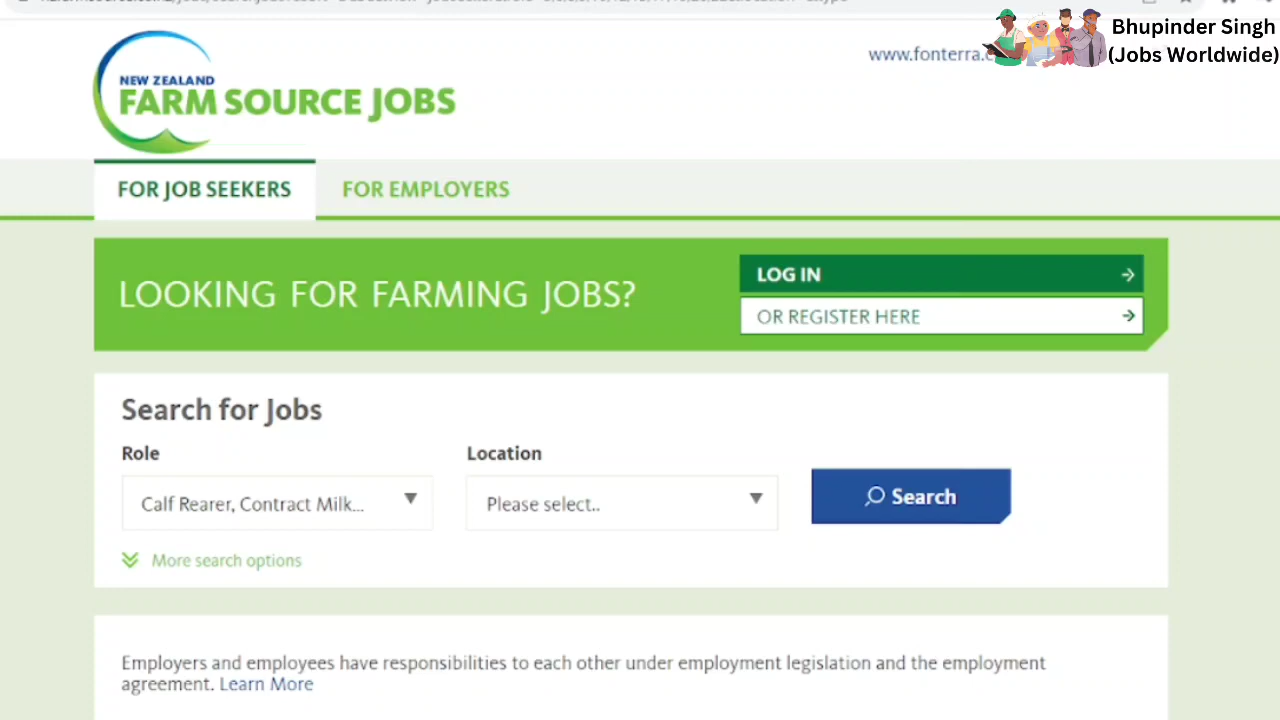 Bhupinder Singh
(Jobs Worldwide)
www.fonterra.c
NEW ZEALAND
FARM SOURCE JOBS
FOR JOB SEEKERS
FOR EMPLOYERS
LOOKING FOR FARMING JOBS?
LOG IN
OR REGISTER HERE
Search for Jobs
Role
Location
Calf Rearer, Contract Milk...
Please select..
Search
More search options
Employers and employees have responsibilities to each other under employment legislation and the employment
agreement. Learn More